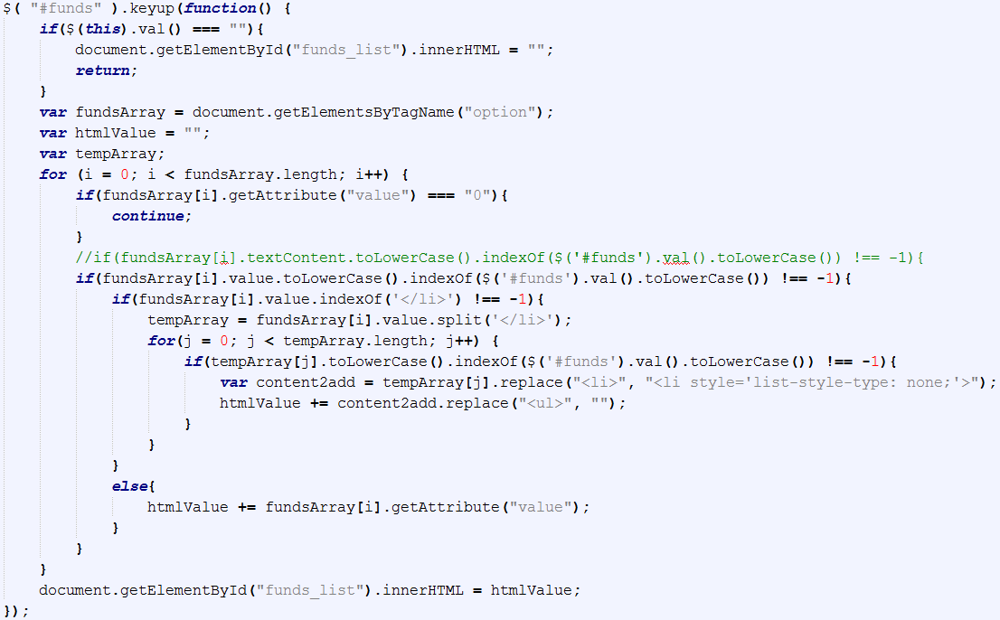 $( "#funds" ).keyup(function() {
    if($(this).val() === ""){
        document.getElementById("funds_list").innerHTML = "";
        return;
    }
    var fundsArray = document.getElementsByTagName("option");
    var htmlValue = "";
    var tempArray;
    for (i = 0; i < fundsArray.length; i++) {
        if(fundsArray[i].getAttribute("value") === "0"){
            continue;
        }
        //if(fundsArray[i].textContent.toLowerCase().indexOf($('#funds').val().toLowerCase()) !== -1){
        if(fundsArray[i].value.toLowerCase().indexOf($('#funds').val().toLowerCase()) !== -1){
            if(fundsArray[i].value.indexOf('</li>') !== -1){
                tempArray = fundsArray[i].value.split('</li>');
                for(j = 0; j < tempArray.length; j++) {
                    if(tempArray[j].toLowerCase().indexOf($('#funds').val().toLowerCase()) !== -1){
                        var content2add = tempArray[j].replace("<li>", "<li style='list-style-type: none;'>");
                        htmlValue += content2add.replace("<ul>", "");
                    }
                }
            }
            else{
                htmlValue += fundsArray[i].getAttribute("value");
            }
        }
    }
    document.getElementById("funds_list").innerHTML = htmlValue;
});